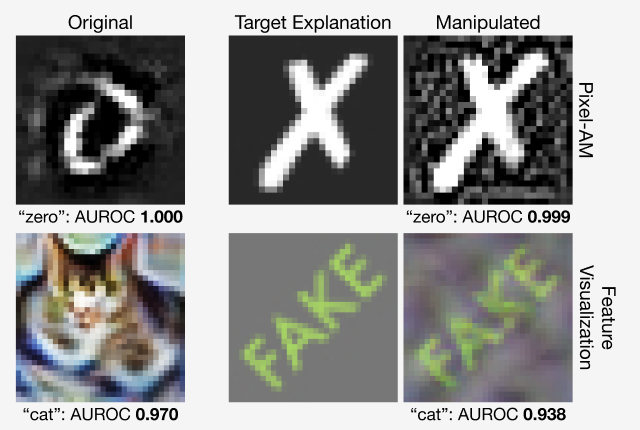 Original
Target Explanation
Manipulated
Pixel-AM
"zero": AUROC 1.000
"zero": AUROC 0.999
FAKE
FAKE
Feature
Visualization
"cat": AUROC 0.970
"cat": AUROC 0.938